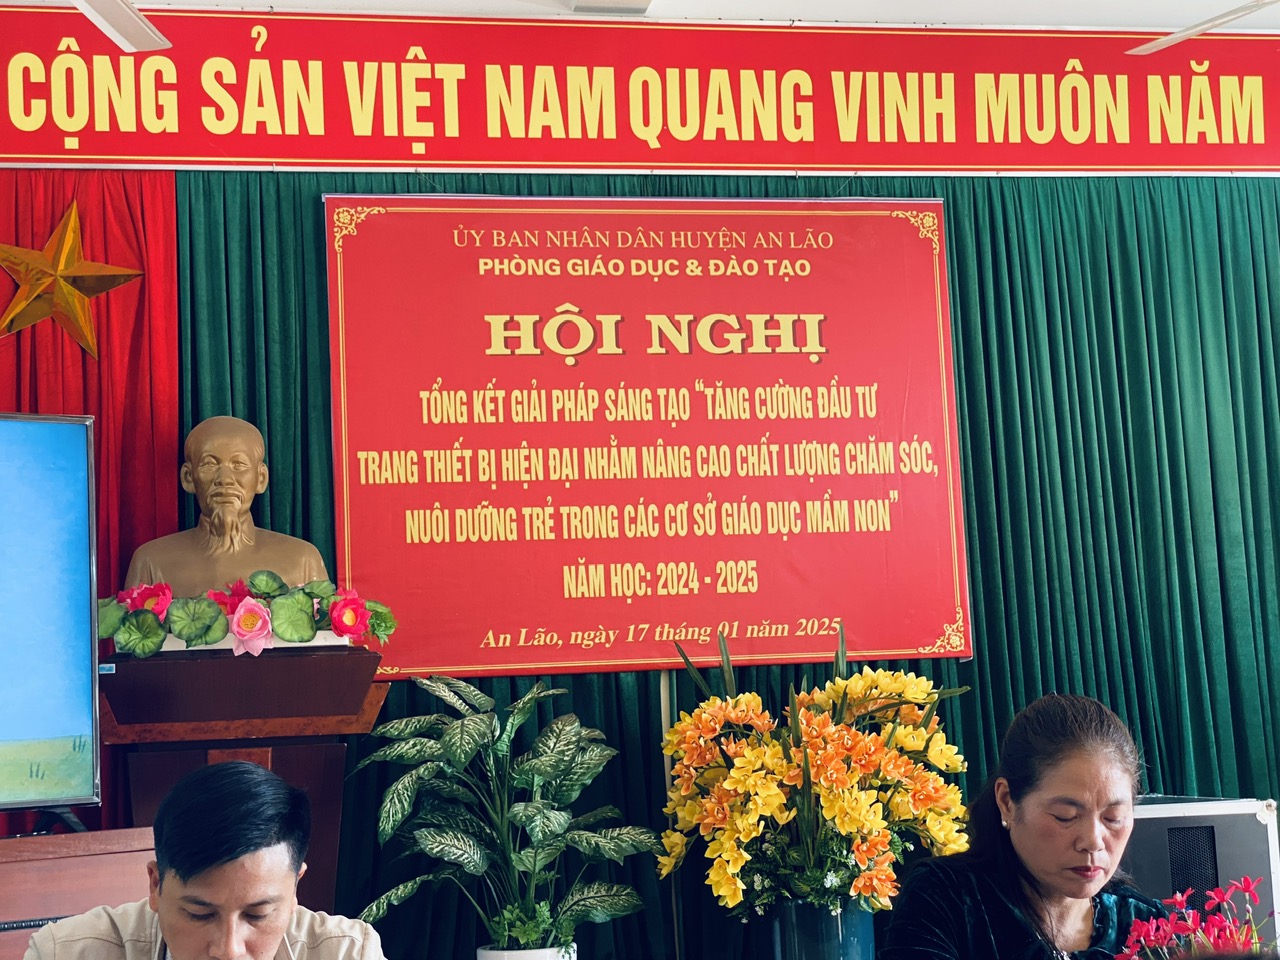 CỘNG SẢN VIỆT NAM QUANG VINH MUÔN NĂM
ỦY BAN NHÂN DÂN HUYỆN AN LÃO
PHÒNG GIÁO DỤC & ĐÀO TẠO
HỘI NGHỊ
TỔNG KẾT GIẢI PHÁP SÁNG TẠO “TĂNG CƯỜNG ĐẦU TƯ
TRANG THIẾT BỊ HIỆN ĐẠI NHẰM NÂNG CAO CHẤT LƯỢNG CHĂM SÓC,
NUÔI DƯỠNG TRẺ TRONG CÁC CƠ SỞ GIÁO DỤC MẦM NON”
NĂM HỌC: 2024 - 2025
An Lão, ngày 17 tháng 01 năm 2025